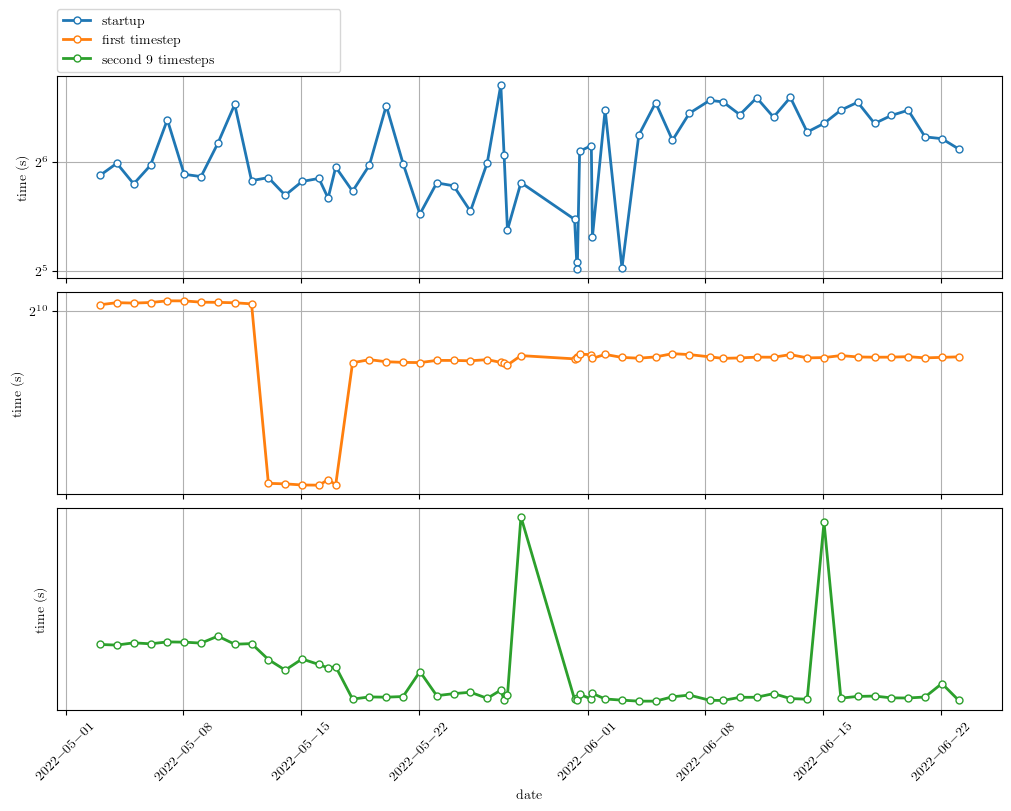 startup
first timestep
second 9 timesteps
time (s)
2^6
2^5
time (s)
2^10
time (s)
2022−05−01
2022−05−08
2022−05−15
2022−05−22
2022−06−01
2022−06−08
2022−06−15
2022−06−22
date